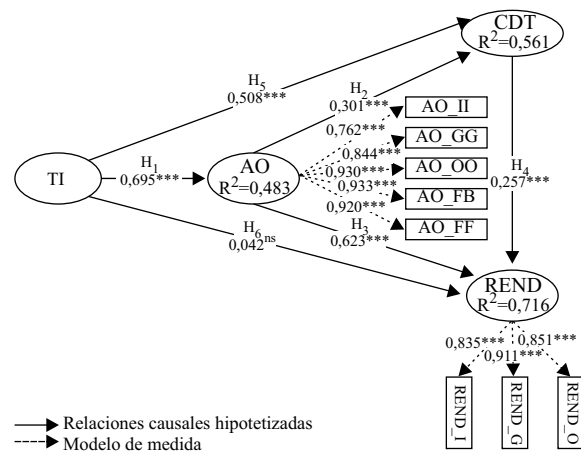 CDT
R²=0,561
H₅
0,508***
H₂
0,301***
AO_II
0,762***
AO_GG
0,844***
H₁
0,695***
TI
AO
R²=0,483
0,930***
AO_OO
0,933***
AO_FB
0,920***
AO_FF
H₄
0,257***
H₆
0,042ns
H₃
0,623***
REND
R²=0,716
0,835***
0,851***
0,911***
REND_I
REND_G
REND_O
Relaciones causales hipotetizadas
Modelo de medida